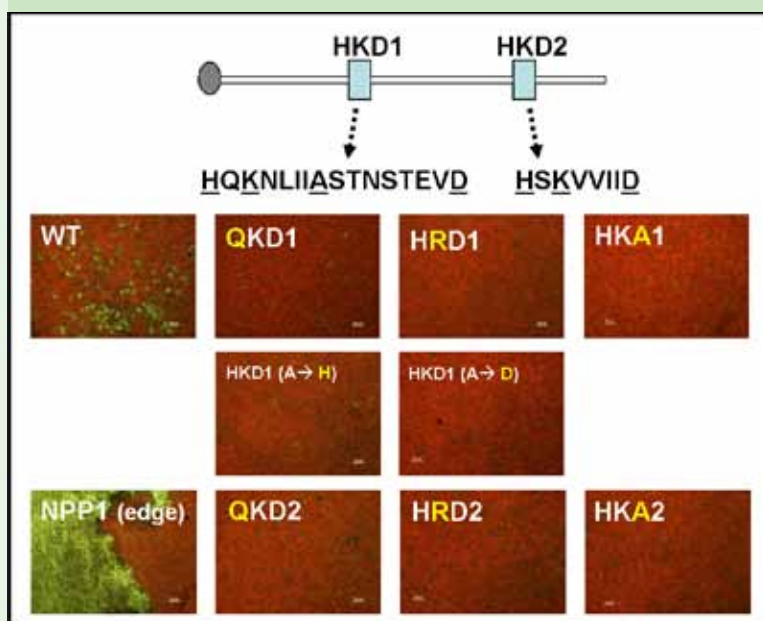 HKD1 HKD2
HQKNLIIASTNSTEVD HSKVVIID
WT QKD1 HRD1 HKA1
HKD1 (A→ H) HKD1 (A→ D)
NPP1 (edge) QKD2 HRD2 HKA2